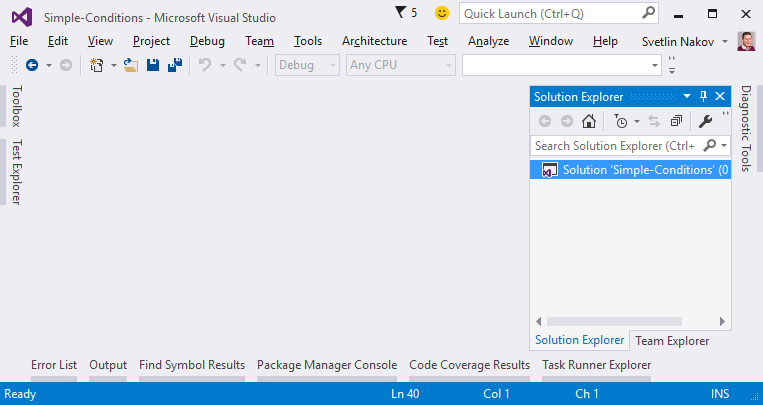 Simple-Conditions - Microsoft Visual Studio
5
Quick Launch (Ctrl+Q)
File Edit View Project Debug Team Tools Architecture Test Analyze Window Help Svetlin Nakov
Debug Any CPU
Toolbox
Test Explorer
Solution Explorer
Search Solution Explorer (Ctrl+
Solution 'Simple-Conditions' (0
Solution Explorer Team Explorer
Diagnostic Tools
Error List Output Find Symbol Results Package Manager Console Code Coverage Results Task Runner Explorer
Ready Ln 40 Col 1 Ch 1 INS